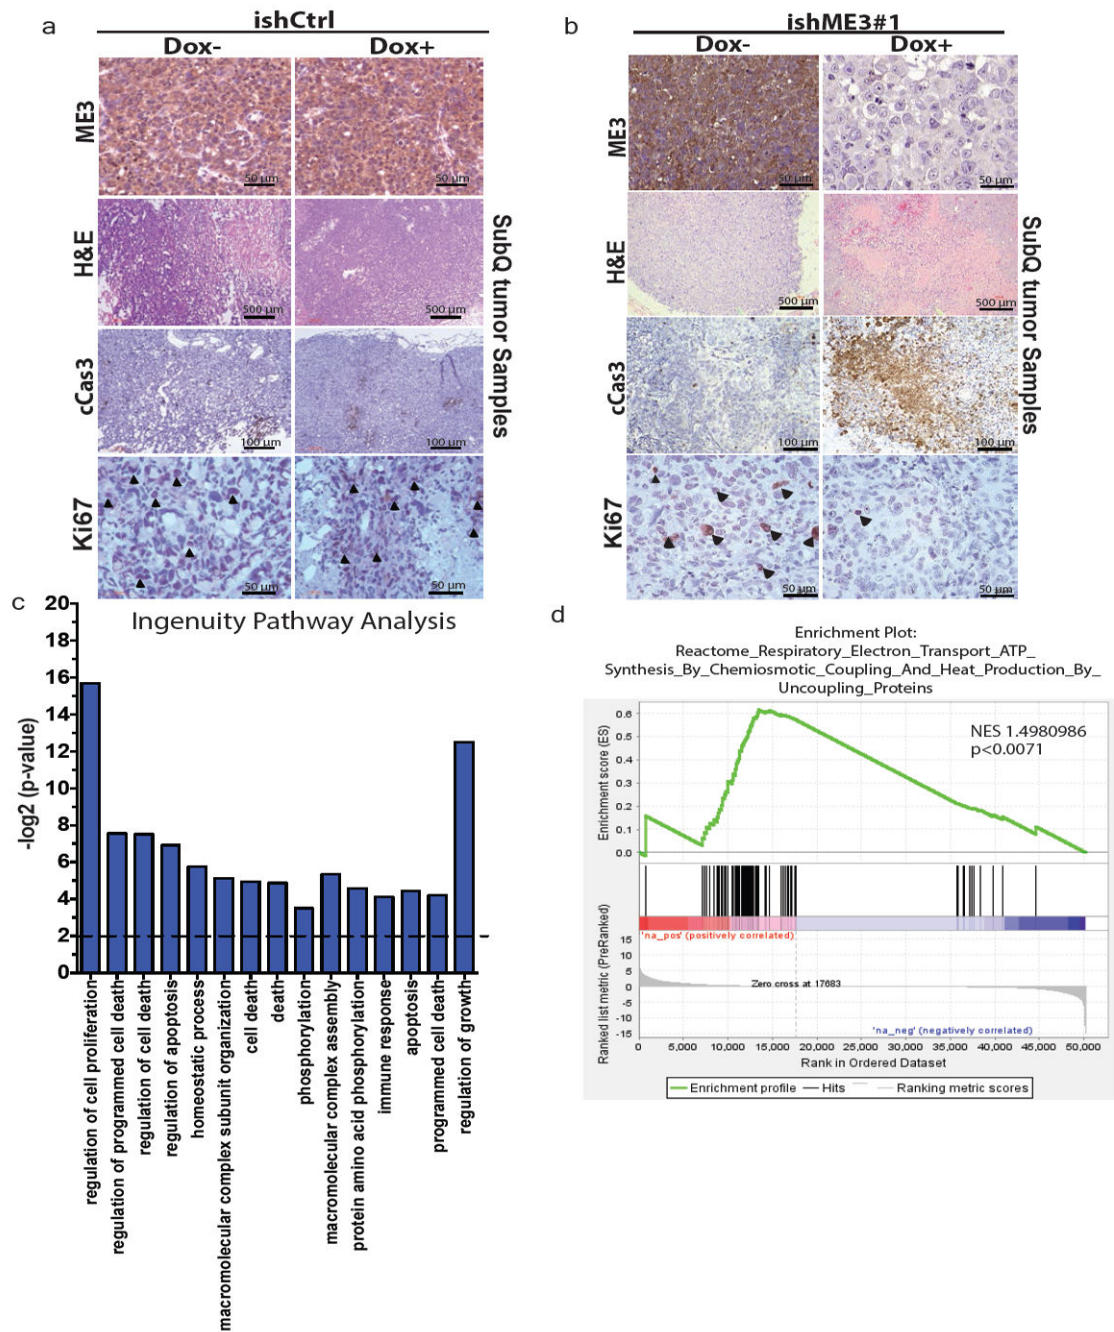 a
ishCtrl
Dox-
Dox+
ME3
50 µm
50 µm
H&E
500 µm
500 µm
cCas3
100 µm
100 µm
Ki67
50 µm
50 µm
SubQ tumor Samples
b
ishME3#1
Dox-
Dox+
ME3
50 µm
50 µm
H&E
500 µm
500 µm
cCas3
100 µm
100 µm
Ki67
50 µm
50 µm
SubQ tumor Samples
c
Ingenuity Pathway Analysis
-log2 (p-value)
20
18
16
14
12
10
8
6
4
2
0
regulation of cell proliferation
regulation of programmed cell death
regulation of cell death
regulation of apoptosis
homeostatic process
macromolecular complex subunit organization
cell death
death
phosphorylation
macromolecular complex assembly
protein amino acid phosphorylation
immune response
apoptosis
programmed cell death
regulation of growth
d
Enrichment Plot:
Reactome_Respiratory_Electron_Transport_ATP_
Synthesis_By_Chemiosmotic_Coupling_And_Heat_Production_By_
Uncoupling_Proteins
NES 1.4980986
p<0.0071
Enrichment score (ES)
0.6
0.5
0.4
0.3
0.2
0.1
0.0
'na_pos' (positively correlated)
Ranked list metric (PreRanked)
15
10
5
0
-5
-10
-15
Zero cross at 17683
'na_neg' (negatively correlated)
0 5,000 10,000 15,000 20,000 25,000 30,000 35,000 40,000 45,000 50,000
Rank in Ordered Dataset
Enrichment profile Hits Ranking metric scores